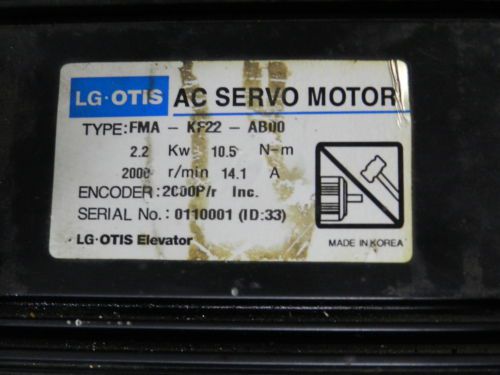 LG·OTIS AC SERVO MOTOR
TYPE:FMA - KF22 - AB00
2.2 Kw 10.5 N-m
2000 r/min 14.1 A
ENCODER:2000P/r Inc.
SERIAL No.: 0110001 (ID:33)
LG·OTIS Elevator
MADE IN KOREA